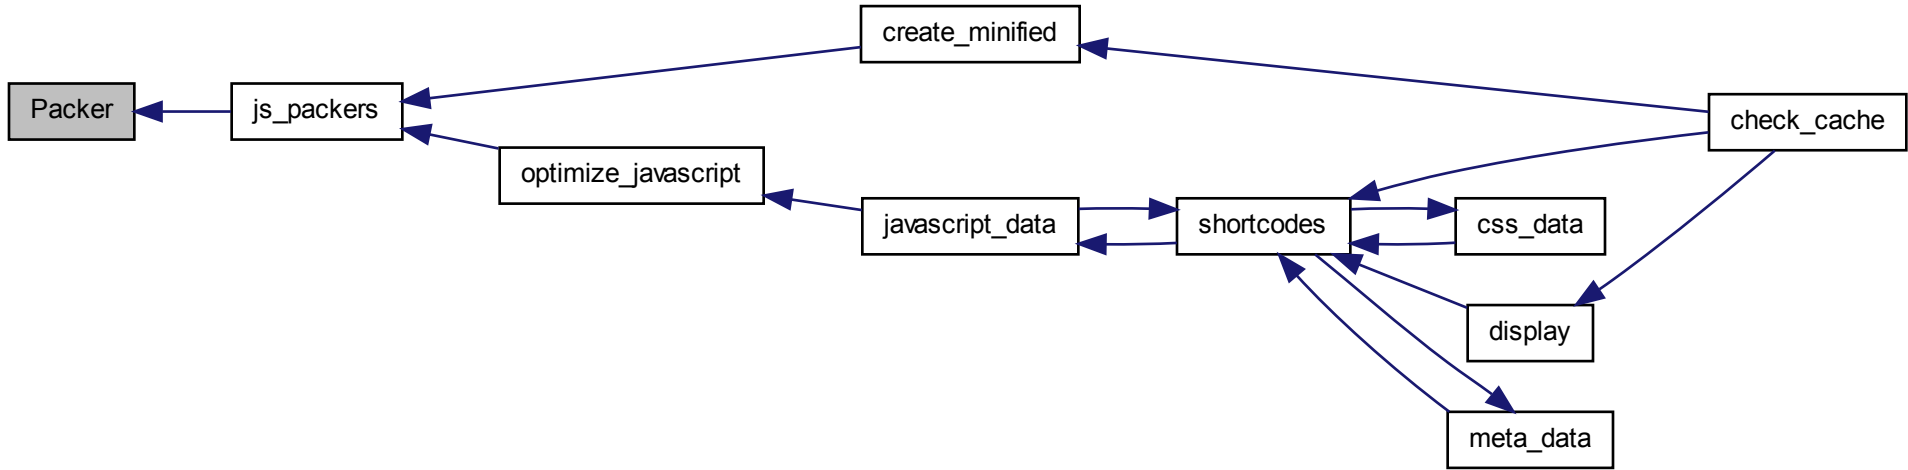 Packer
js_packers
create_minified
optimize_javascript
javascript_data
shortcodes
check_cache
css_data
display
meta_data